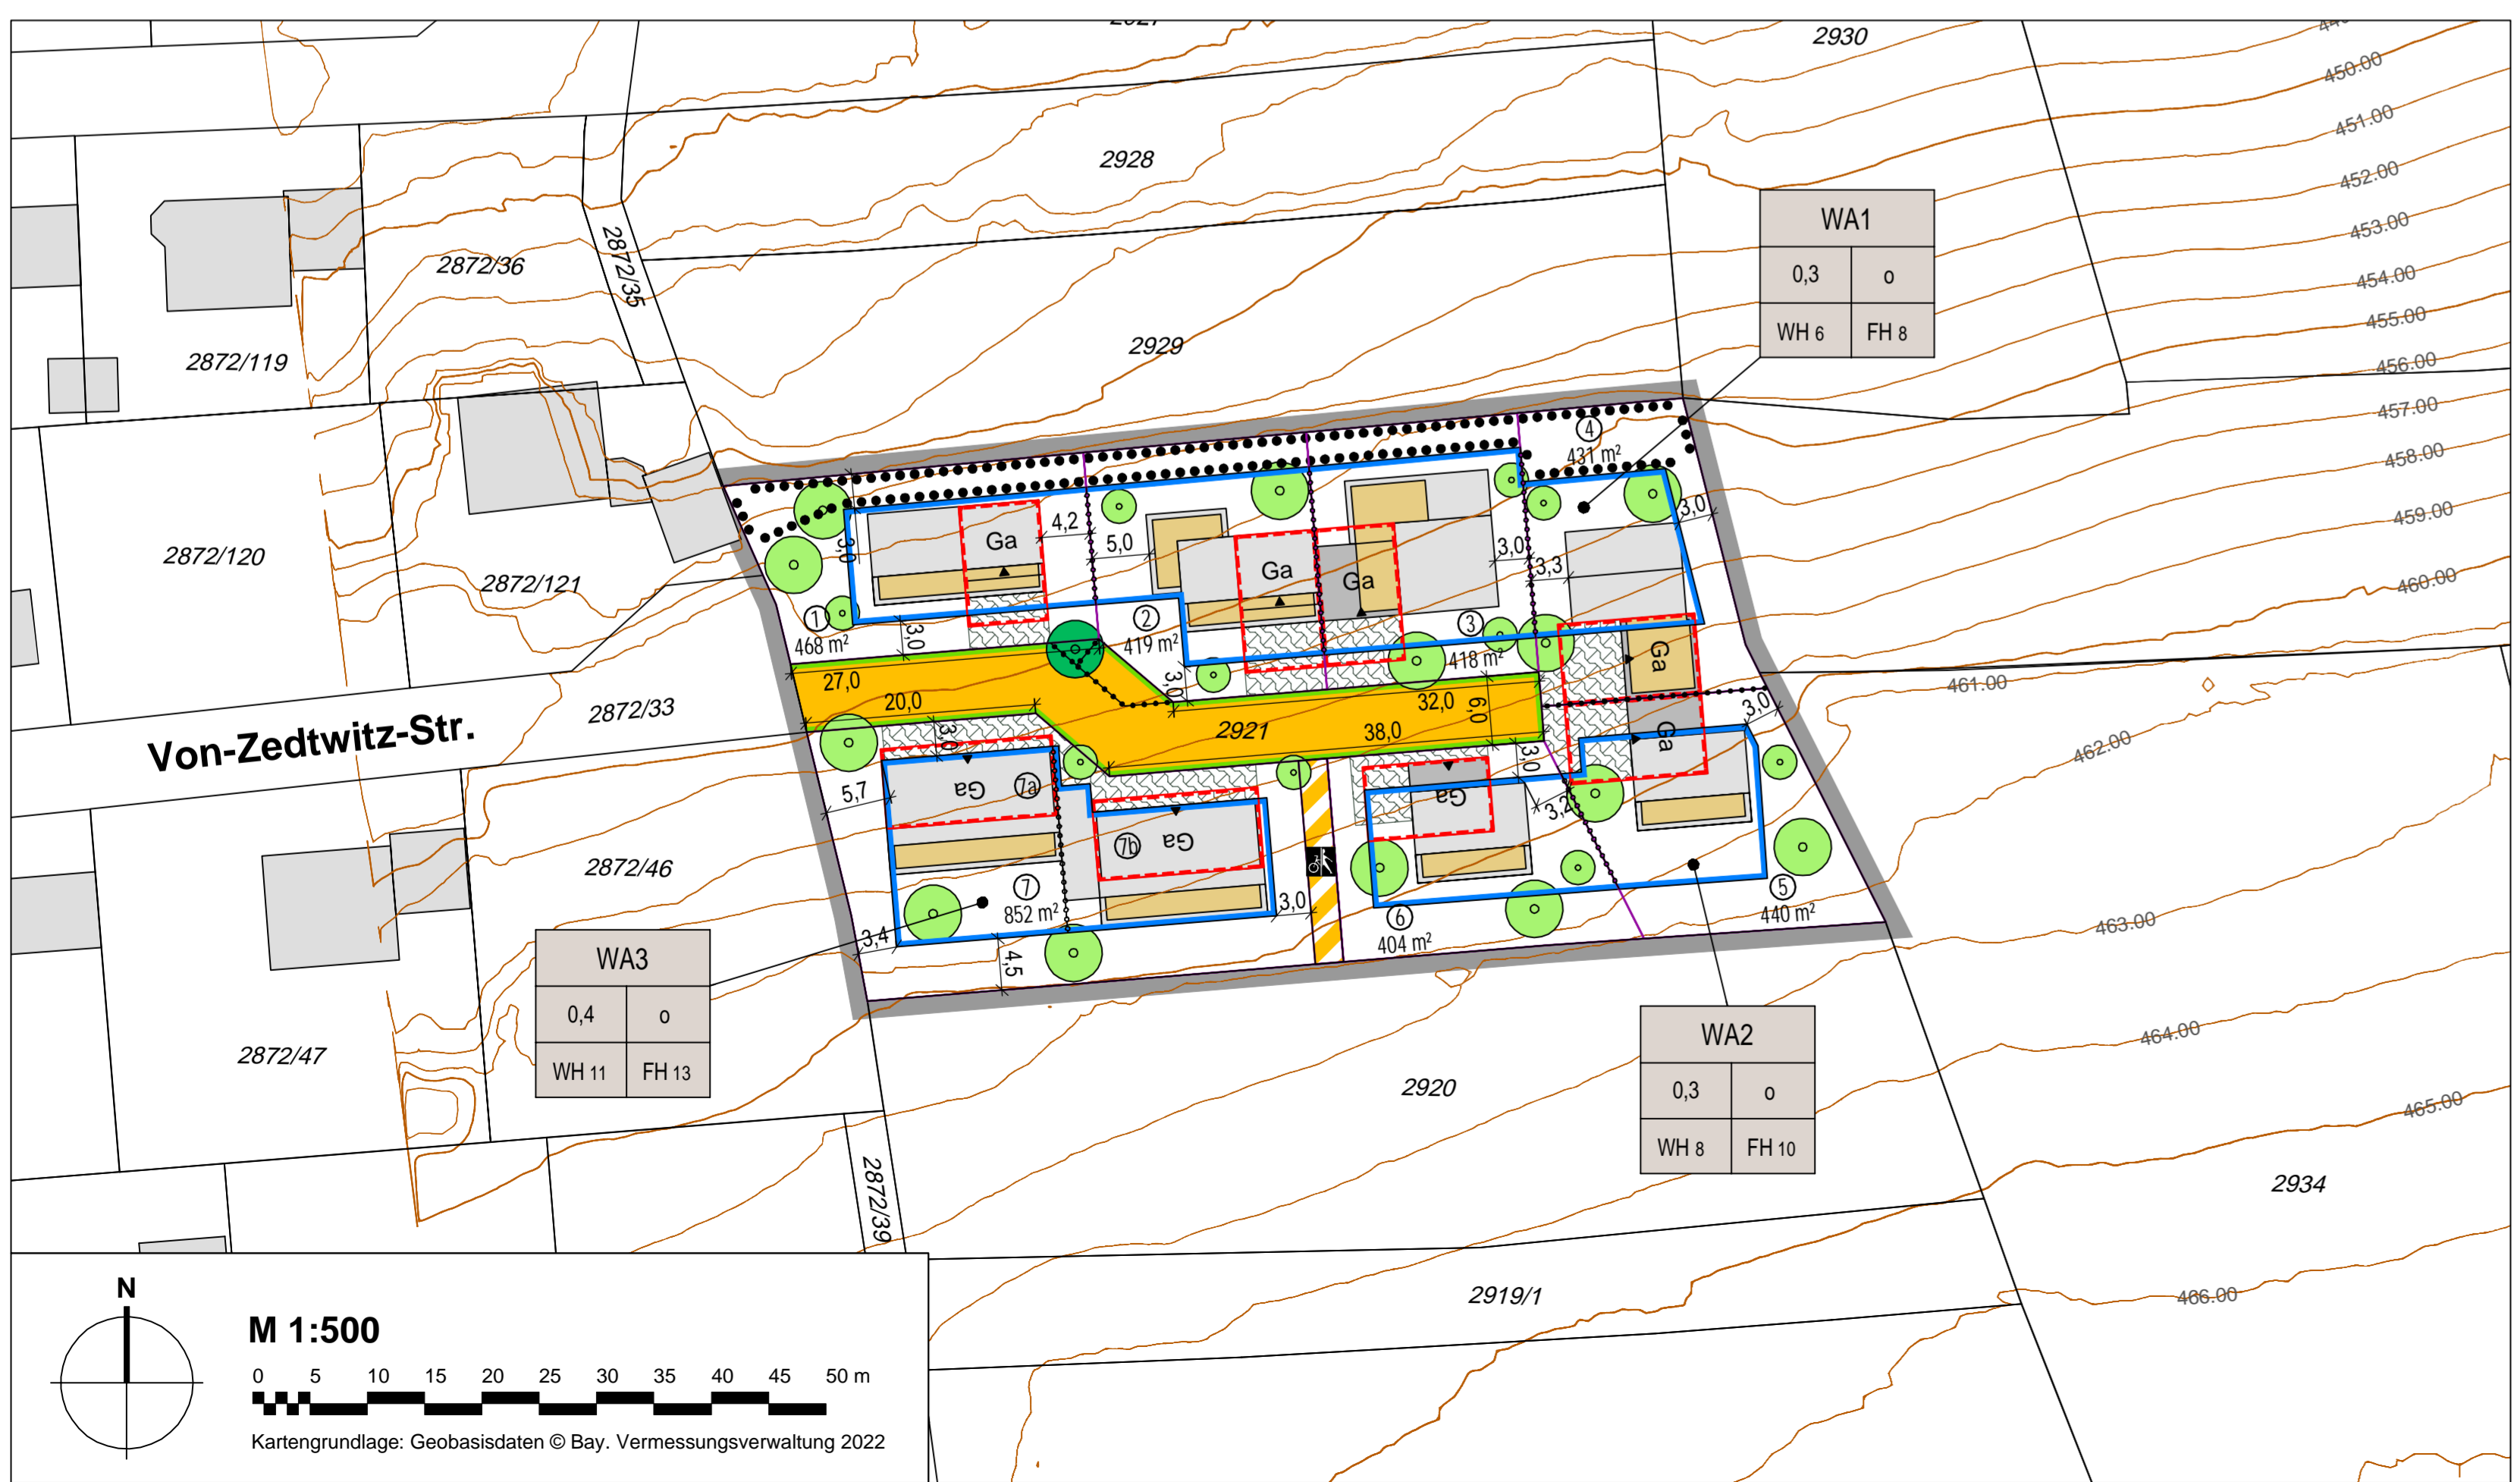 2930
450.00
451.00
452.00
453.00
454.00
455.00
456.00
457.00
458.00
459.00
460.00
461.00
462.00
463.00
464.00
465.00
466.00
2928
2929
2872/35
2872/36
2872/119
2872/120
2872/121
2872/33
Von-Zedtwitz-Str.
2872/46
2872/47
2872/39
2920
2921
2919/1
2934
WA1
0,3 o
WH 6 FH 8
WA2
0,3 o
WH 8 FH 10
WA3
0,4 o
WH 11 FH 13
1
468 m²
2
419 m²
3
418 m²
4
431 m²
5
440 m²
6
404 m²
7
852 m²
7a
7b
Ga
Ga
Ga
Ga
Ga
Ga
Ga
Ga
4,2
5,0
3,0
3,0
3,0
3,3
3,0
3,0
27,0
20,0
32,0
6,0
38,0
3,0
3,0
3,0
3,2
5,7
3,4
4,5
3,0
N
M 1:500
0 5 10 15 20 25 30 35 40 45 50 m
Kartengrundlage: Geobasisdaten © Bay. Vermessungsverwaltung 2022